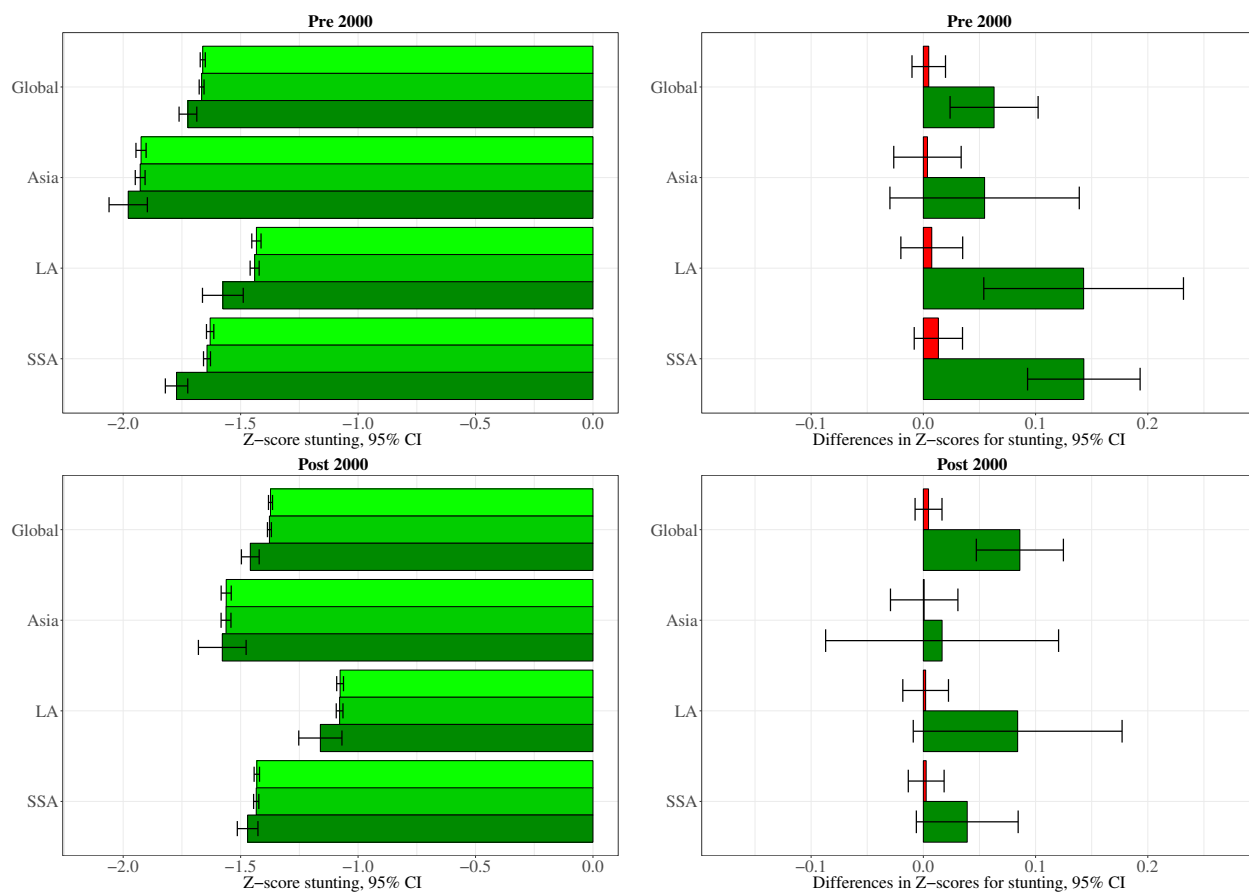 Pre 2000
Global
Asia
LA
SSA
−2.0 −1.5 −1.0 −0.5 0.0
Z−score stunting, 95% CI
Pre 2000
Global
Asia
LA
SSA
−0.1 0.0 0.1 0.2
Differences in Z−scores for stunting, 95% CI
Post 2000
Global
Asia
LA
SSA
−2.0 −1.5 −1.0 −0.5 0.0
Z−score stunting, 95% CI
Post 2000
Global
Asia
LA
SSA
−0.1 0.0 0.1 0.2
Differences in Z−scores for stunting, 95% CI